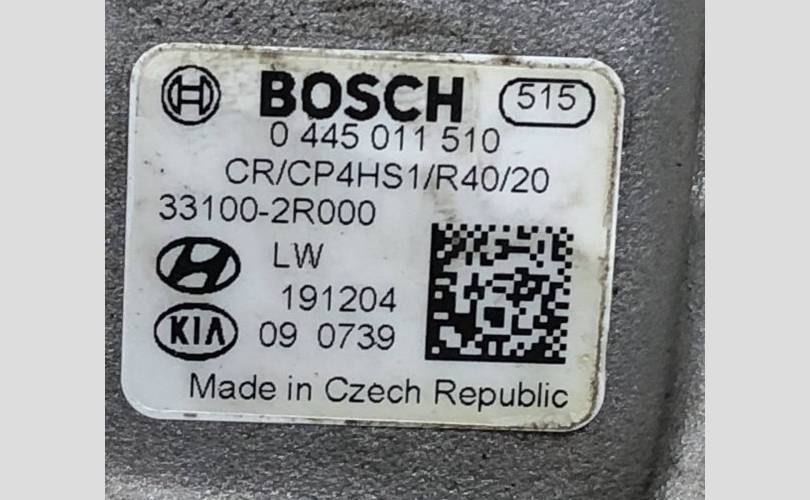 BOSCH 515
0 445 011 510
CR/CP4HS1/R40/20
33100-2R000
LW
191204
KIA 09 0739
Made in Czech Republic